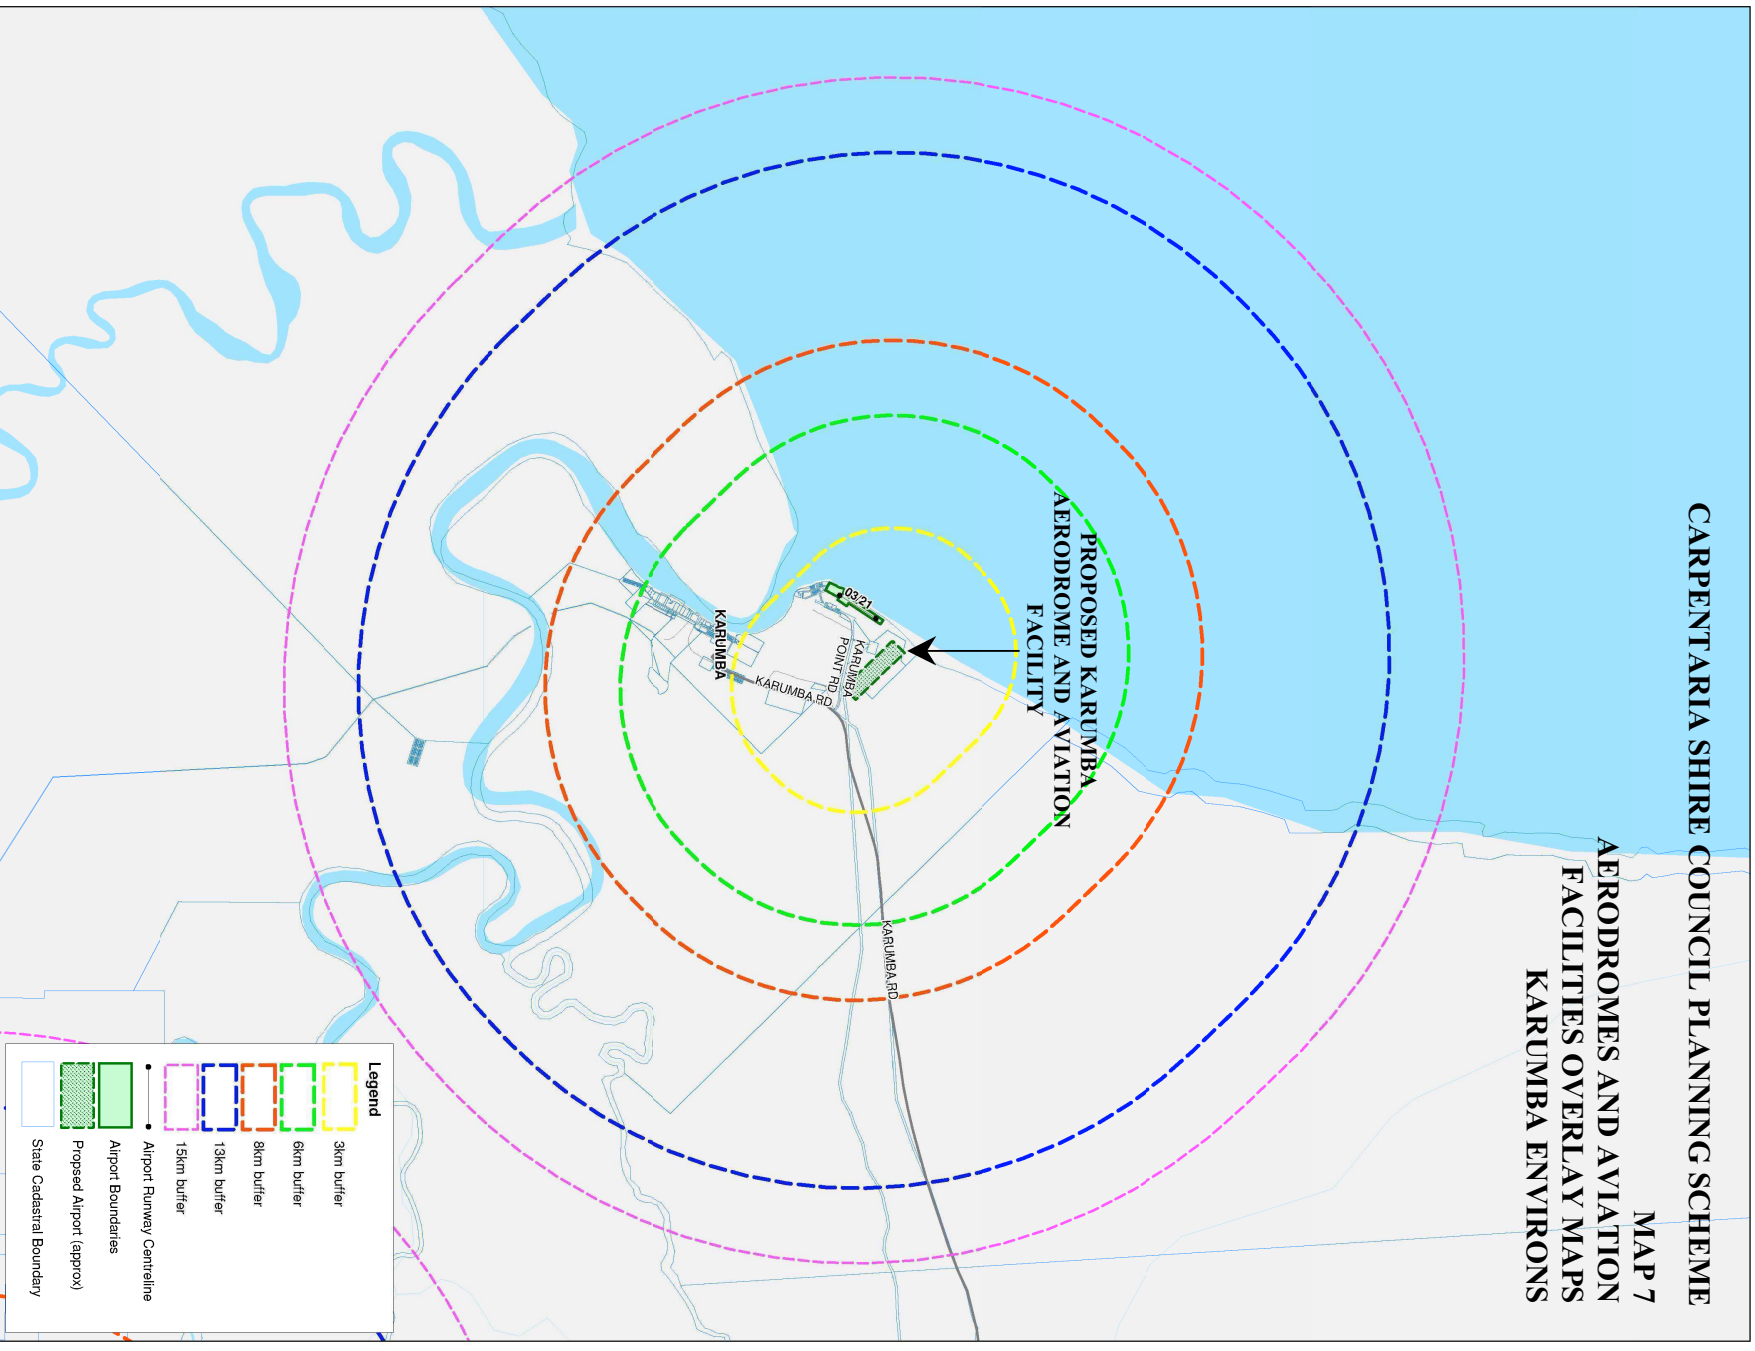 CARPENTARIA SHIRE COUNCIL PLANNING SCHEME
MAP 7
AERODROMES AND AVIATION
FACILITIES OVERLAY MAPS
KARUMBA ENVIRONS
PROPOSED KARUMBA
AERODROME AND AVIATION
FACILITY
03/21
KARUMBA
POINT RD
KARUMBA RD
KARUMBA
KARUMBA RD
Legend
3km buffer
6km buffer
8km buffer
13km buffer
15km buffer
Airport Runway Centreline
Airport Boundaries
Propsed Airport (approx)
State Cadastral Boundary